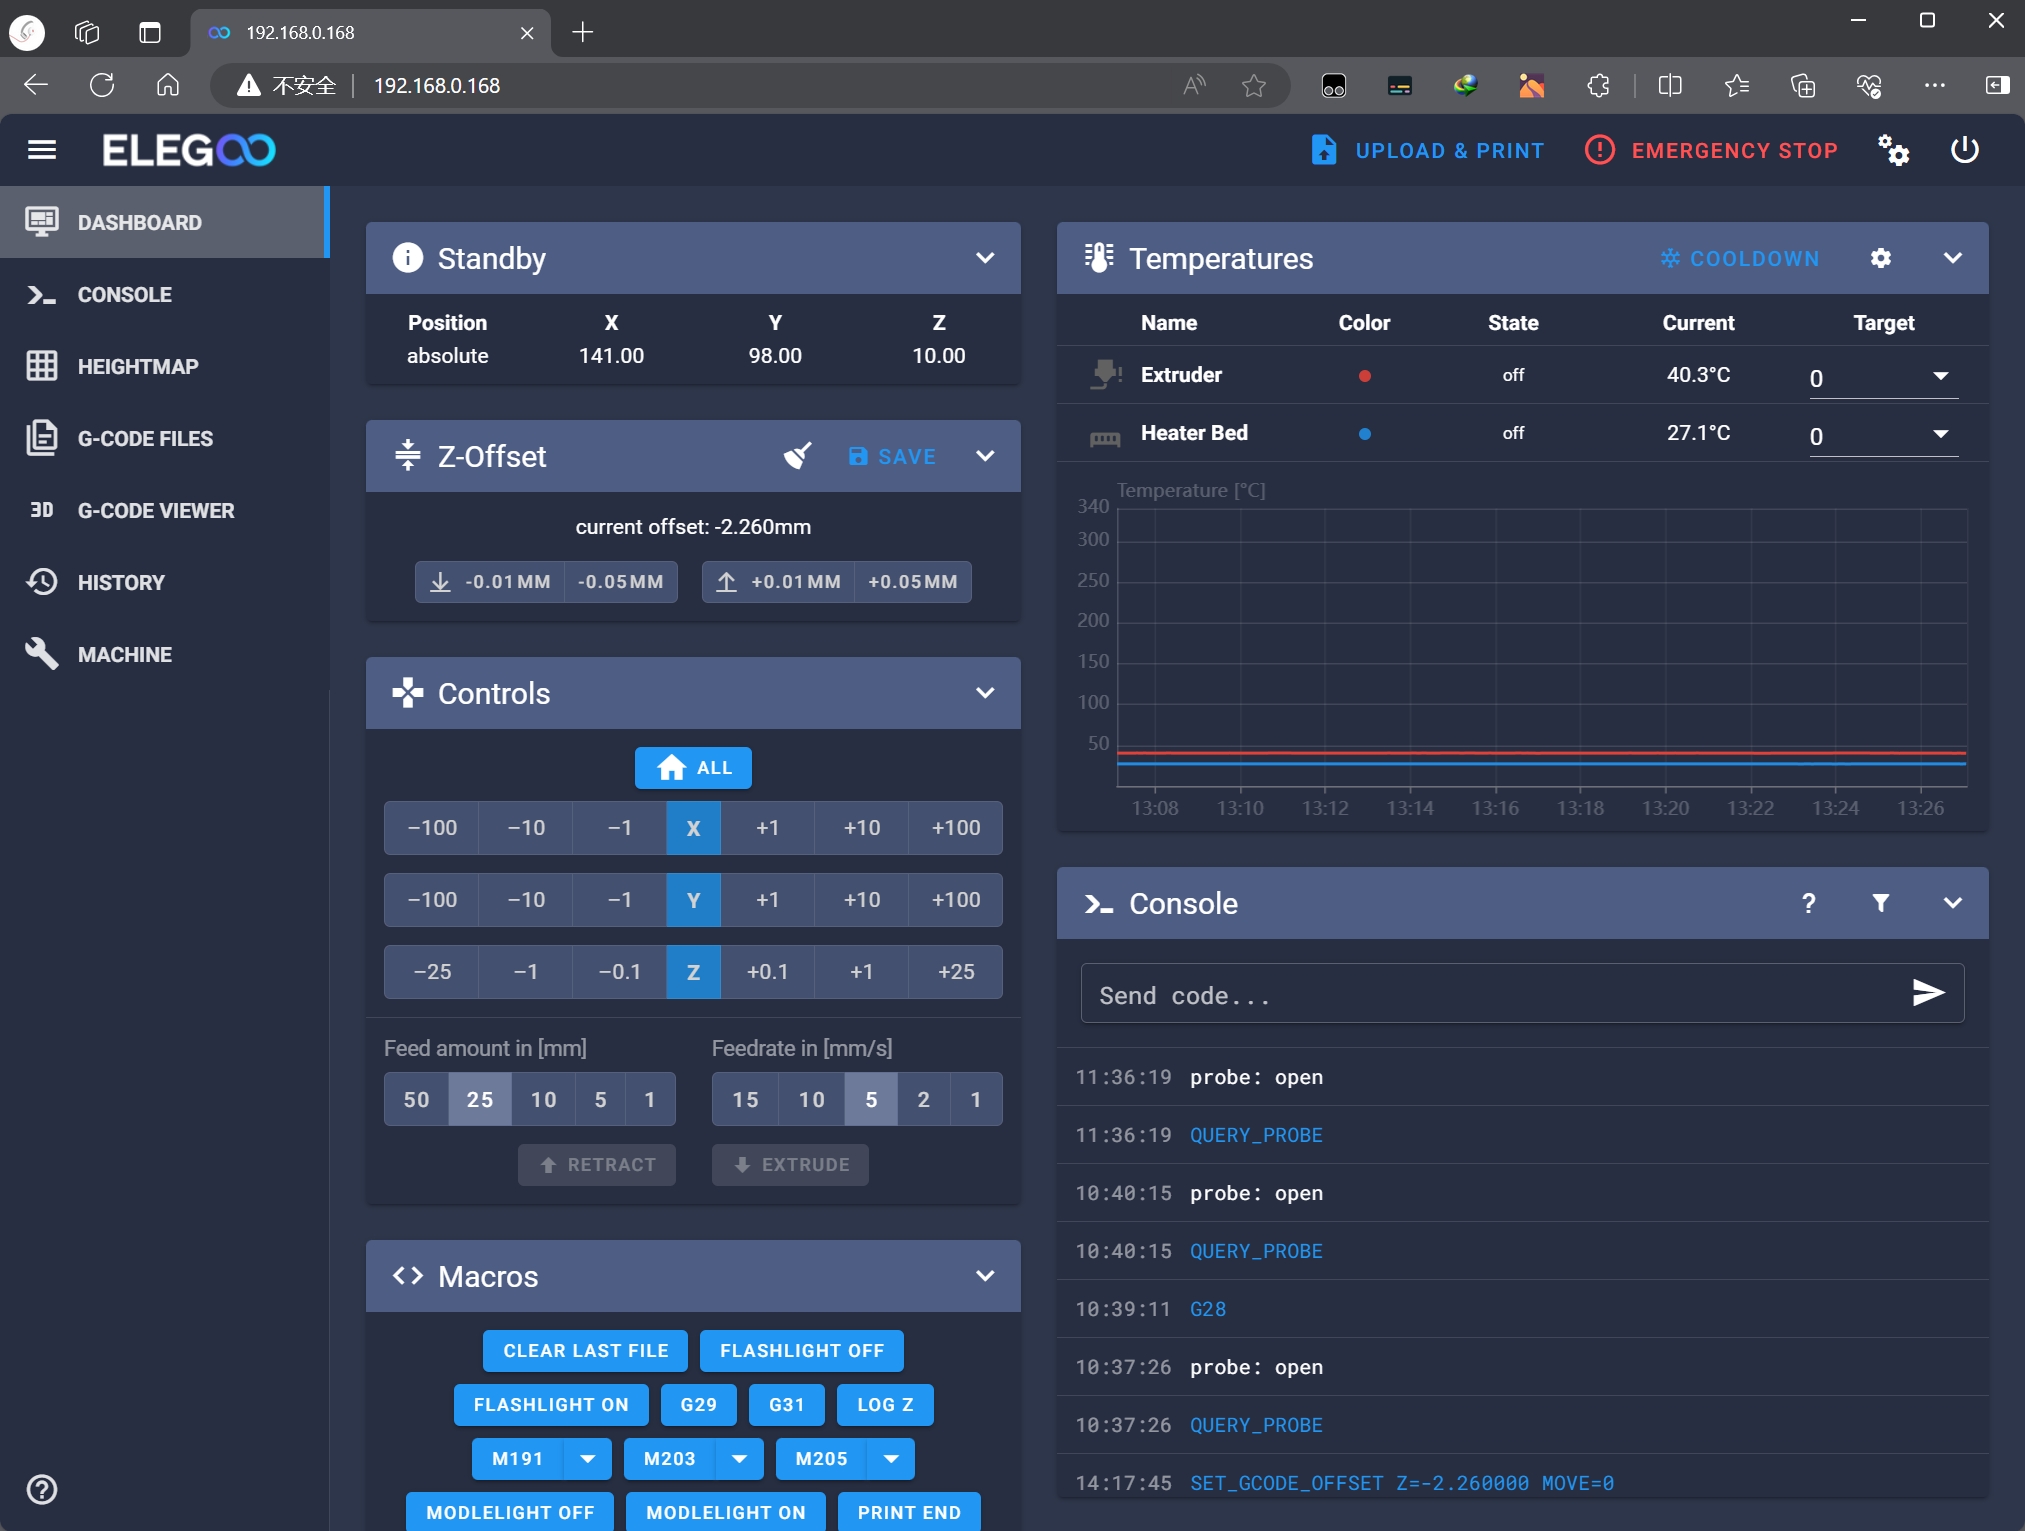 192.168.0.168
不安全 192.168.0.168
ELEGOO
UPLOAD & PRINT
EMERGENCY STOP
DASHBOARD
CONSOLE
HEIGHTMAP
G-CODE FILES
3D G-CODE VIEWER
HISTORY
MACHINE
Standby
Position X Y Z
absolute 141.00 98.00 10.00
Z-Offset SAVE
current offset: -2.260mm
-0.01MM -0.05MM +0.01MM +0.05MM
Controls
ALL
−100 −10 −1 X +1 +10 +100
−100 −10 −1 Y +1 +10 +100
−25 −1 −0.1 Z +0.1 +1 +25
Feed amount in [mm] Feedrate in [mm/s]
50 25 10 5 1 15 10 5 2 1
RETRACT EXTRUDE
Macros
CLEAR LAST FILE FLASHLIGHT OFF
FLASHLIGHT ON G29 G31 LOG Z
M191 M203 M205
MODLELIGHT OFF MODLELIGHT ON PRINT END
Temperatures COOLDOWN
Name Color State Current Target
Extruder off 40.3°C 0
Heater Bed off 27.1°C 0
Temperature [°C]
340
300
250
200
150
100
50
13:08 13:10 13:12 13:14 13:16 13:18 13:20 13:22 13:24 13:26
Console ?
Send code...
11:36:19 probe: open
11:36:19 QUERY_PROBE
10:40:15 probe: open
10:40:15 QUERY_PROBE
10:39:11 G28
10:37:26 probe: open
10:37:26 QUERY_PROBE
14:17:45 SET_GCODE_OFFSET Z=-2.260000 MOVE=0